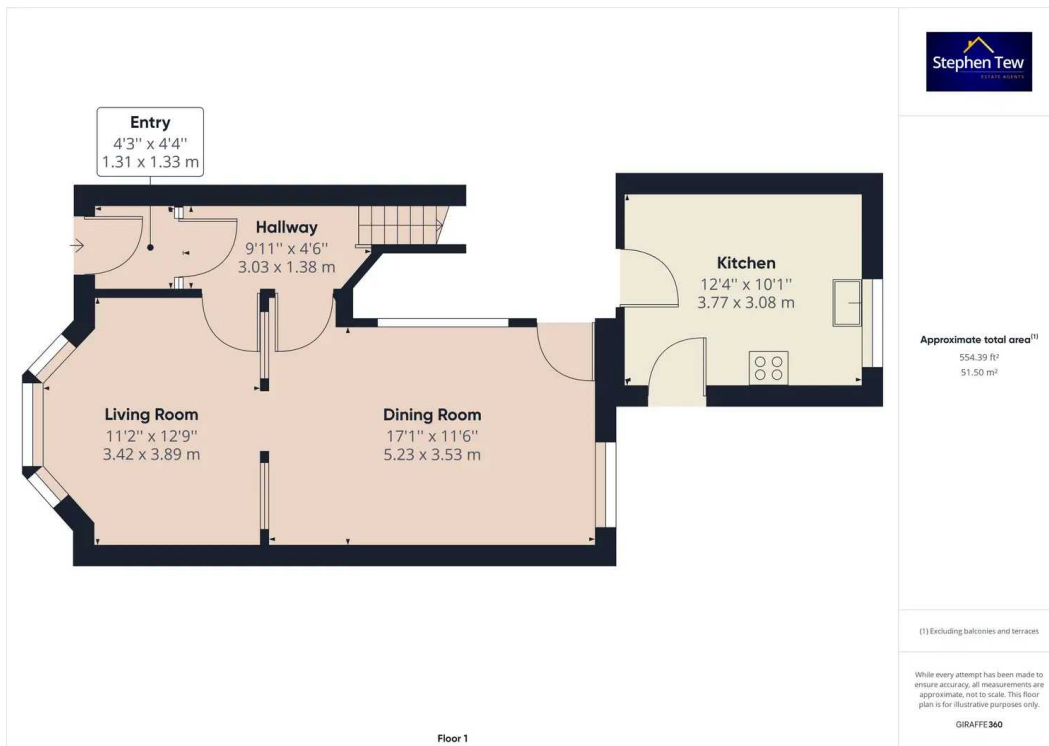 Entry
4'3'' x 4'4''
1.31 x 1.33 m
Hallway
9'11'' x 4'6''
3.03 x 1.38 m
Kitchen
12'4'' x 10'1''
3.77 x 3.08 m
Living Room
11'2'' x 12'9''
3.42 x 3.89 m
Dining Room
17'1'' x 11'6''
5.23 x 3.53 m
Floor 1
Stephen Tew
ESTATE AGENTS
Approximate total area(1)
554.39 ft²
51.50 m²
(1) Excluding balconies and terraces
While every attempt has been made to
ensure accuracy, all measurements are
approximate, not to scale. This floor
plan is for illustrative purposes only.
GIRAFFE360